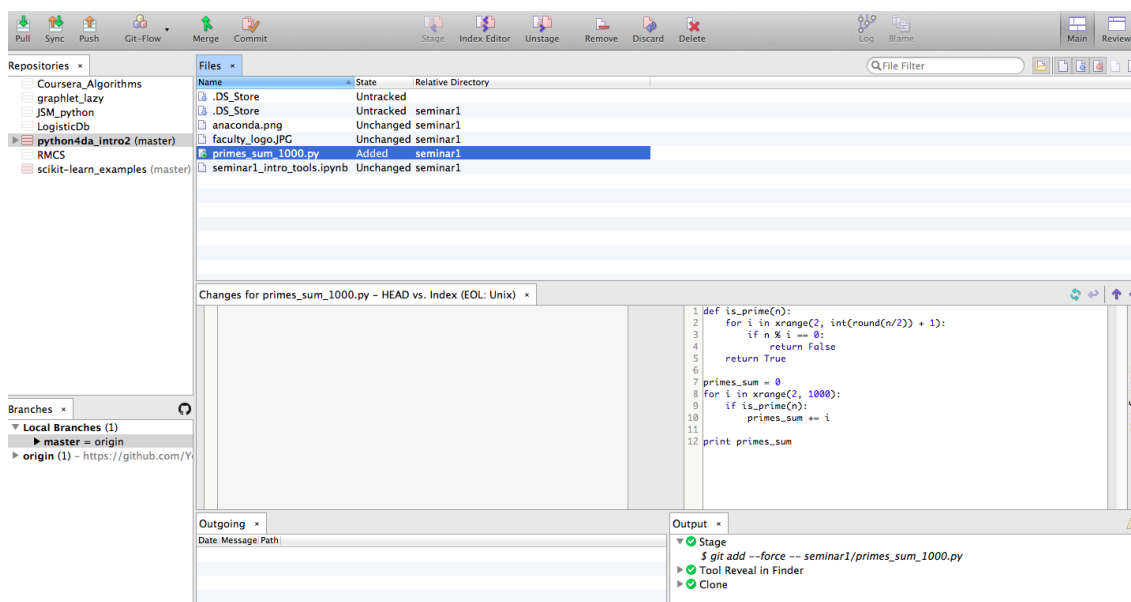 Pull Sync Push Git-Flow Merge Commit Stage Index Editor Unstage Remove Discard Delete Log Blame Main Review
Repositories ×
Coursera_Algorithms
graphlet_lazy
JSM_python
LogisticDb
python4da_intro2 (master)
RMCS
scikit-learn_examples (master)
Files ×
File Filter
Name State Relative Directory
.DS_Store Untracked
.DS_Store Untracked seminar1
anaconda.png Unchanged seminar1
faculty_logo.JPG Unchanged seminar1
primes_sum_1000.py Added seminar1
seminar1_intro_tools.ipynb Unchanged seminar1
Changes for primes_sum_1000.py – HEAD vs. Index (EOL: Unix) ×
1 def is_prime(n):
2 for i in xrange(2, int(round(n/2)) + 1):
3 if n % i == 0:
4 return False
5 return True
6
7 primes_sum = 0
8 for i in xrange(2, 1000):
9 if is_prime(n):
10 primes_sum += i
11
12 print primes_sum
Branches ×
Local Branches (1)
master = origin
origin (1) – https://github.com/Y
Outgoing ×
Date Message Path
Output ×
Stage
$ git add --force -- seminar1/primes_sum_1000.py
Tool Reveal in Finder
Clone